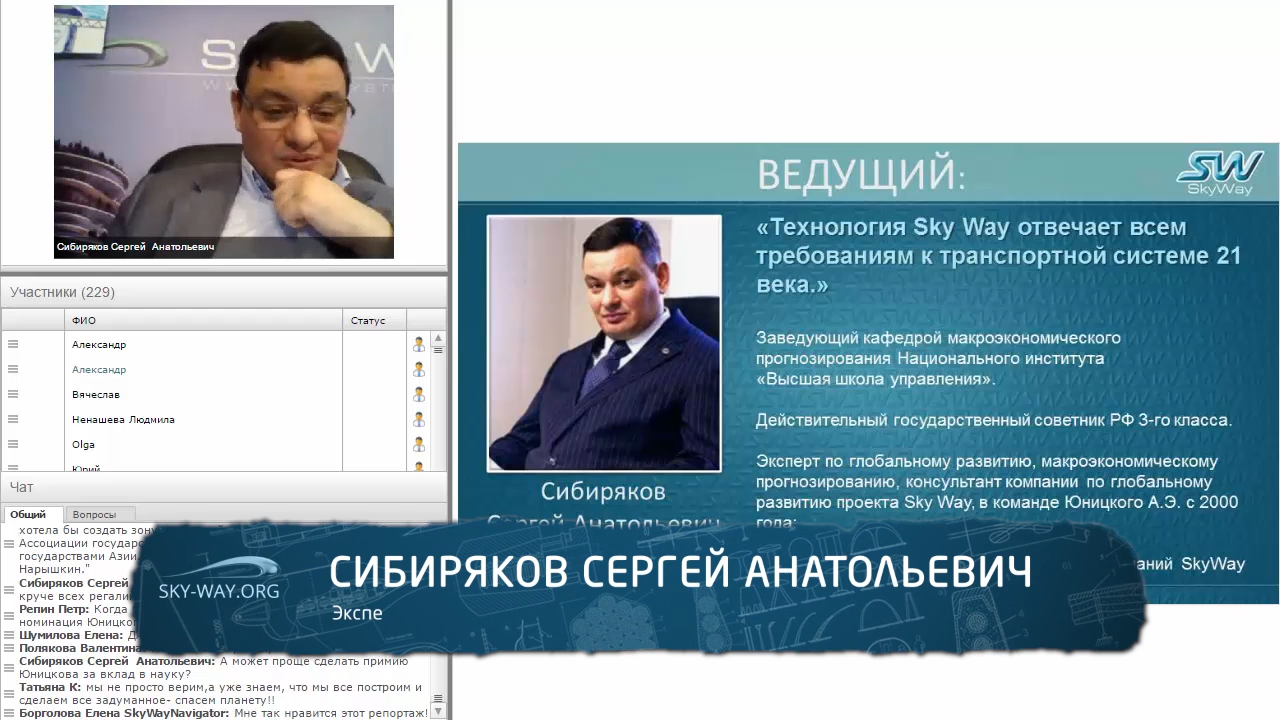 Сибиряков Сергей Анатольевич
Участники (229)
ФИО
Статус
Александр
Александр
Вячеслав
Ненашева Людмила
Olga
Юрий
Чат
Общий
Вопросы
хотела бы создать
Ассоциации
государствами Азии
Нарышкин."
Сибиряков Сергей
круче всех
Репин Петр: Когда
номинация
Шумилова Елена:
Полякова Валентина
Сибиряков Сергей Анатольевич: А может проще сделать примию
Юницкова за вклад в науку?
Татьяна К: мы не просто верим,а уже знаем, что мы все построим и
сделаем все задуманное- спасем планету!!
Борголова Елена SkyWayNavigator: Мне так нравится этот репортаж!
ВЕДУЩИЙ:
SW
SkyWay
«Технология Sky Way отвечает всем
требованиям к транспортной системе 21
века.»
Заведующий кафедрой макроэкономического
прогнозирования Национального института
«Высшая школа управления».
Действительный государственный советник РФ 3-го класса.
Эксперт по глобальному развитию, макроэкономическому
прогнозированию, консультант компании по глобальному
развитию проекта Sky Way, в команде Юницкого А.Э. с 2000
года;
SkyWay
Сибиряков
Сергей Анатольевич
SKY-WAY.ORG
СИБИРЯКОВ СЕРГЕЙ АНАТОЛЬЕВИЧ
Экспе